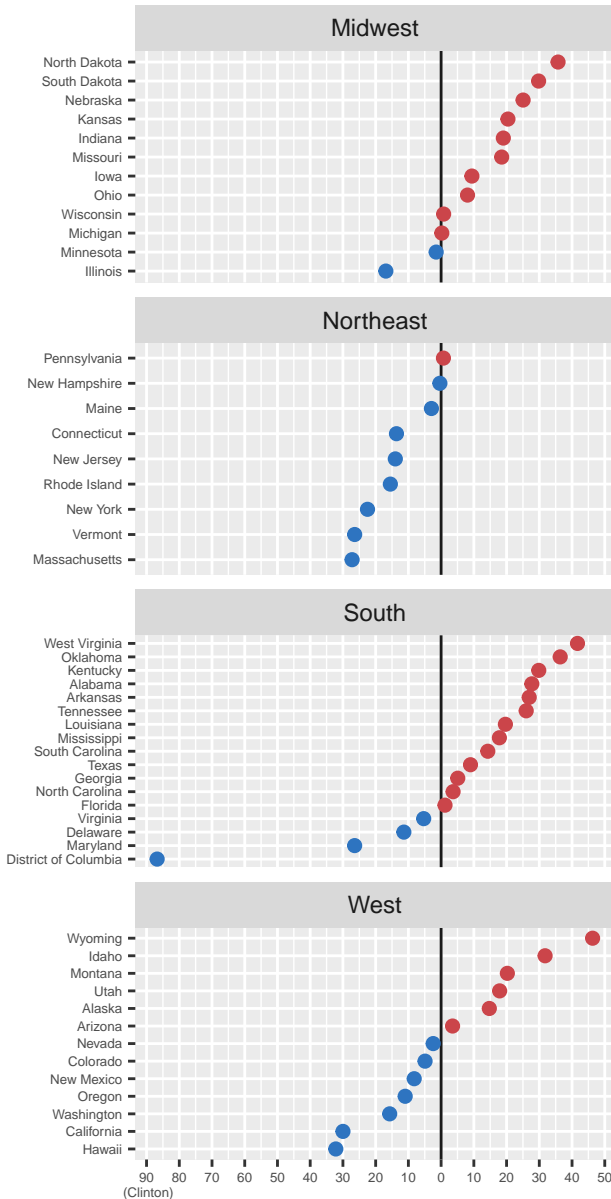 Midwest
North Dakota
South Dakota
Nebraska
Kansas
Indiana
Missouri
Iowa
Ohio
Wisconsin
Michigan
Minnesota
Illinois
Northeast
Pennsylvania
New Hampshire
Maine
Connecticut
New Jersey
Rhode Island
New York
Vermont
Massachusetts
South
West Virginia
Oklahoma
Kentucky
Alabama
Arkansas
Tennessee
Louisiana
Mississippi
South Carolina
Texas
Georgia
North Carolina
Florida
Virginia
Delaware
Maryland
District of Columbia
West
Wyoming
Idaho
Montana
Utah
Alaska
Arizona
Nevada
Colorado
New Mexico
Oregon
Washington
California
Hawaii
90 80 70 60 50 40 30 20 10 0 10 20 30 40 50
(Clinton)